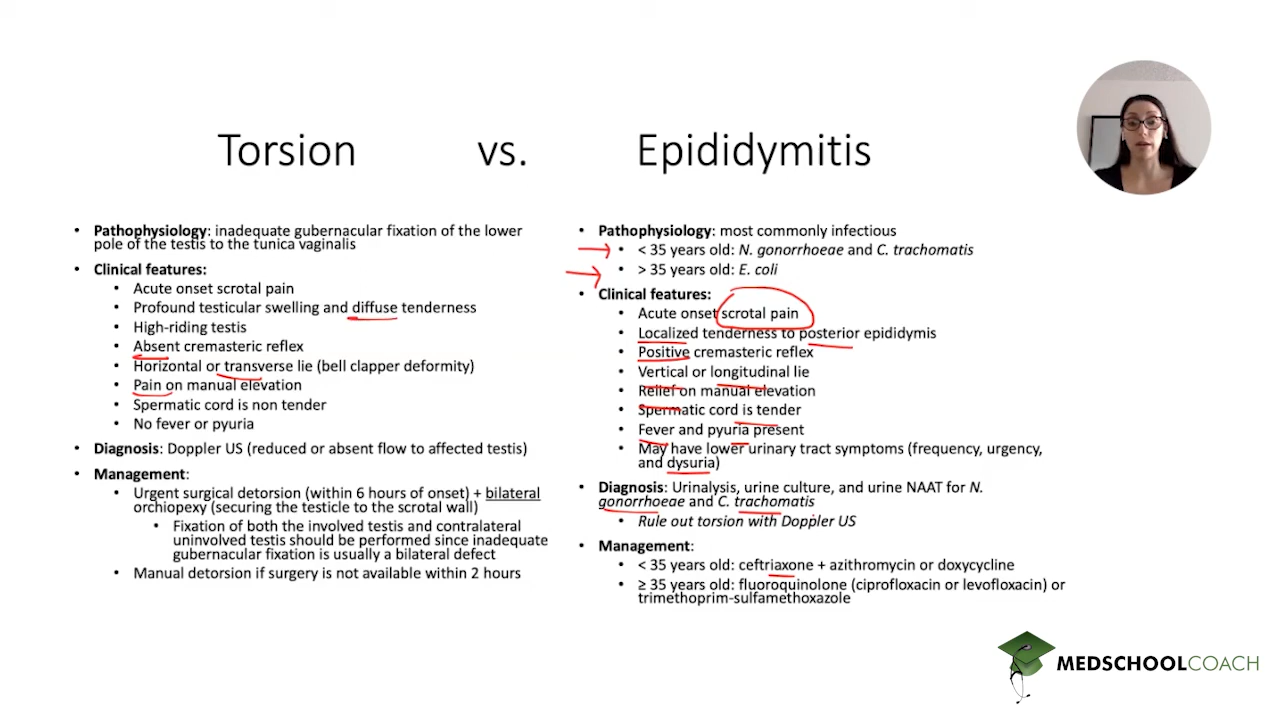 Torsion vs. Epididymitis
• Pathophysiology: inadequate gubernacular fixation of the lower
pole of the testis to the tunica vaginalis
• Clinical features:
• Acute onset scrotal pain
• Profound testicular swelling and diffuse tenderness
• High-riding testis
• Absent cremasteric reflex
• Horizontal or transverse lie (bell clapper deformity)
• Pain on manual elevation
• Spermatic cord is non tender
• No fever or pyuria
• Diagnosis: Doppler US (reduced or absent flow to affected testis)
• Management:
• Urgent surgical detorsion (within 6 hours of onset) + bilateral
orchiopexy (securing the testicle to the scrotal wall)
• Fixation of both the involved testis and contralateral
uninvolved testis should be performed since inadequate
gubernacular fixation is usually a bilateral defect
• Manual detorsion if surgery is not available within 2 hours
• Pathophysiology: most commonly infectious
• < 35 years old: N. gonorrhoeae and C. trachomatis
• > 35 years old: E. coli
• Clinical features:
• Acute onset scrotal pain
• Localized tenderness to posterior epididymis
• Positive cremasteric reflex
• Vertical or longitudinal lie
• Relief on manual elevation
• Spermatic cord is tender
• Fever and pyuria present
• May have lower urinary tract symptoms (frequency, urgency,
and dysuria)
• Diagnosis: Urinalysis, urine culture, and urine NAAT for N.
gonorrhoeae and C. trachomatis
• Rule out torsion with Doppler US
• Management:
• < 35 years old: ceftriaxone + azithromycin or doxycycline
• ≥ 35 years old: fluoroquinolone (ciprofloxacin or levofloxacin) or
trimethoprim-sulfamethoxazole
MEDSCHOOLCOACH